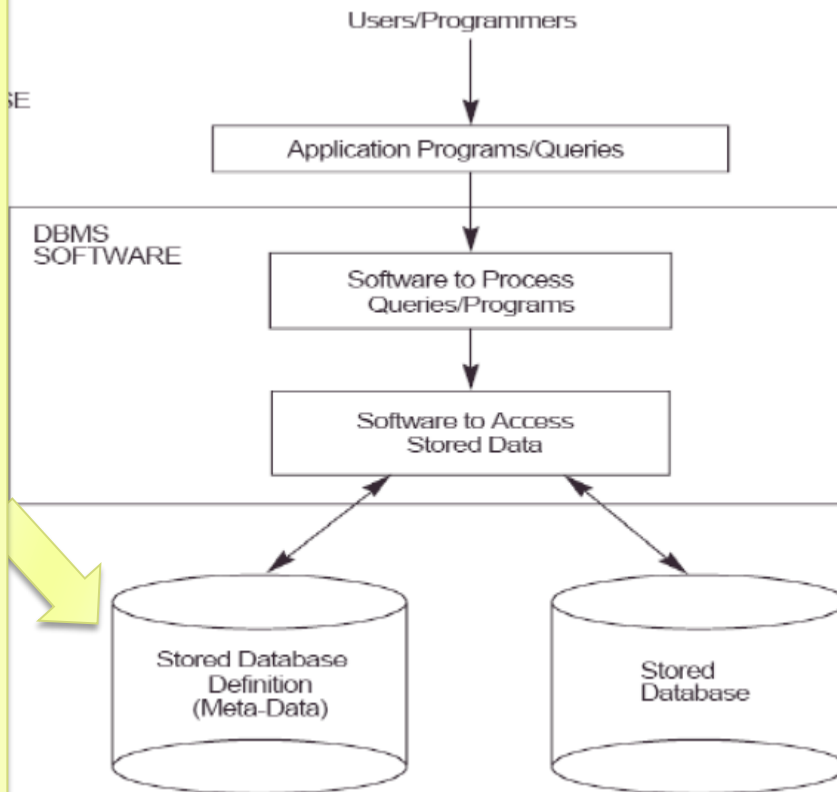 Users/Programmers
SE
Application Programs/Queries
DBMS
SOFTWARE
Software to Process
Queries/Programs
Software to Access
Stored Data
Stored Database
Definition
(Meta-Data)
Stored
Database